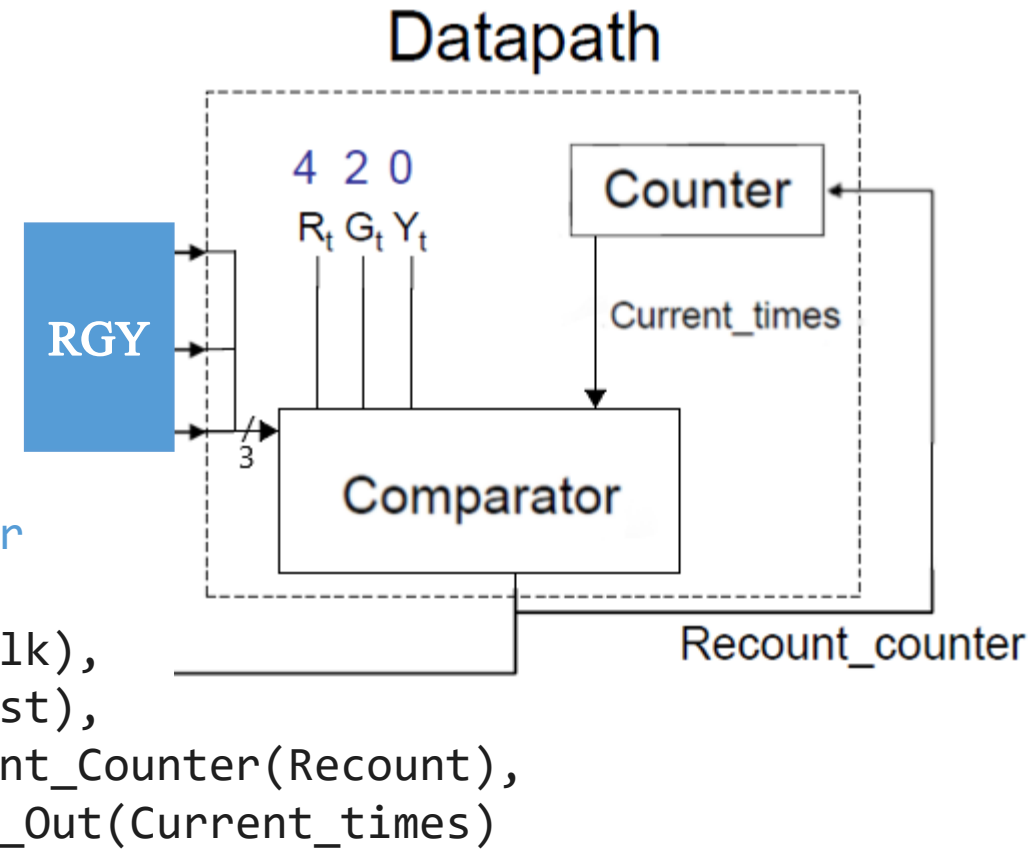 Datapath
4 2 0
Rt Gt Yt
Counter
RGY
Current_times
3
Comparator
r
Recount_counter
lk),
st),
nt_Counter(Recount),
_Out(Current_times)